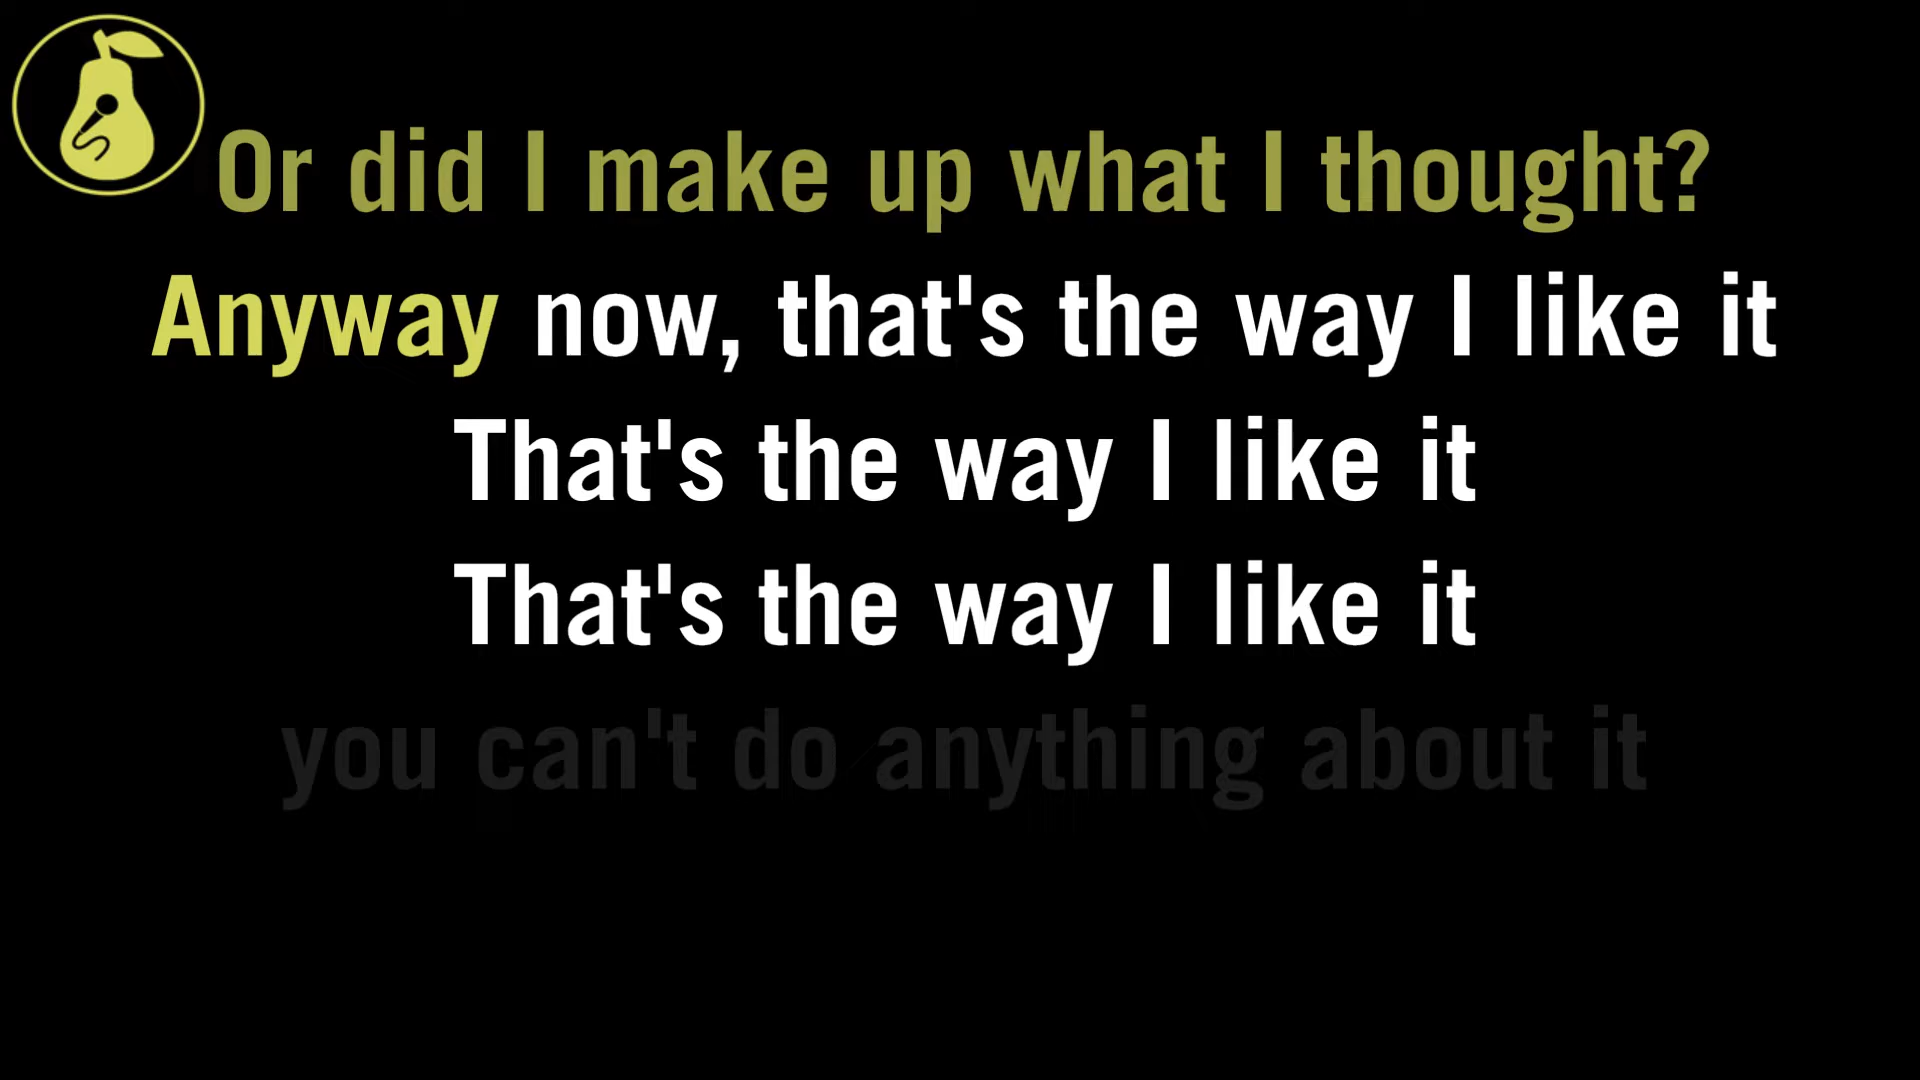 Or did I make up what I thought?
Anyway now, that's the way I like it
That's the way I like it
That's the way I like it
you can't do anything about it